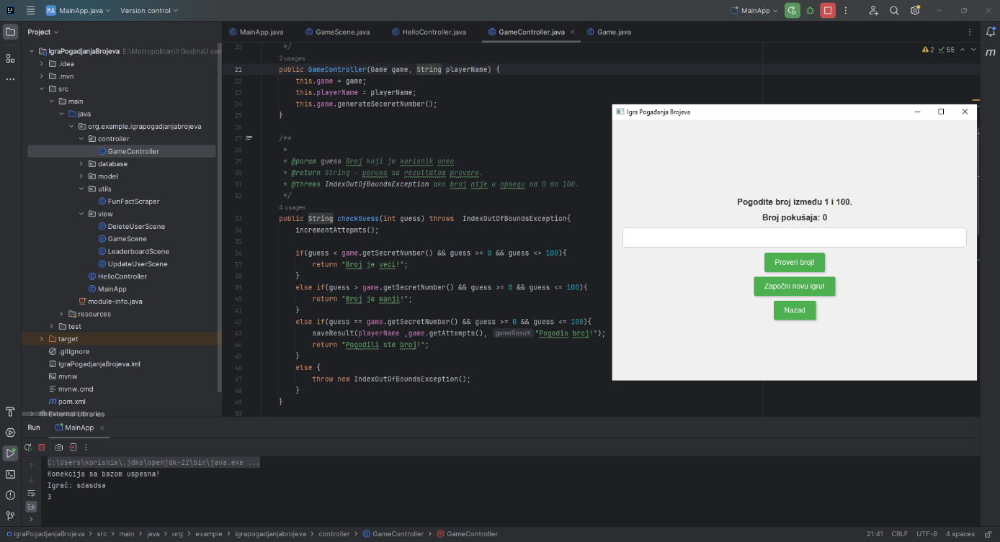 MA MainApp.java Version control MainApp
Project
MainApp.java GameScene.java HelloController.java GameController.java Game.java
IgraPogadjanjaBrojeva E:\Metropolitan\II Godina\I sem
.idea
.mvn
src
main
java
org.example.igrapogadjanjabrojeva
controller
GameController
database
model
utils
FunFactScraper
view
DeleteUserScene
GameScene
LeaderboardScene
UpdateUserScene
HelloController
MainApp
module-info.java
resources
test
target
.gitignore
IgraPogadjanjaBrojeva.iml
mvnw
mvnw.cmd
pom.xml
External Libraries
2 55
20 */
2 usages
21 public GameController(Game game, String playerName) {
22 this.game = game;
23 this.playerName = playerName;
24 this.game.generateSeceretNumber();
25 }
26
27 /**
28 *
29 * @param guess Broj koji je korisnik uneo.
30 * @return String - poruka sa rezultatom provere.
31 * @throws IndexOutOfBoundsException ako broj nije u opsegu od 0 do 100.
32 */
4 usages
33 public String checkGuess(int guess) throws IndexOutOfBoundsException{
34 incrementAttepmts();
35
36 if(guess < game.getSecretNumber() && guess >= 0 && guess <= 100){
37 return "Broj je veći!";
38 }
39 else if(guess > game.getSecretNumber() && guess >= 0 && guess <= 100){
40 return "Broj je manji!";
41 }
42 else if(guess == game.getSecretNumber() && guess >= 0 && guess <= 100){
43 saveResult(playerName ,game.getAttempts(), gameResult: "Pogodio broj!");
44 return "Pogodili ste broj!";
45 }
46 else {
47 throw new IndexOutOfBoundsException();
48 }
49 }
50
Igra Pogađanja Brojeva
Pogodite broj između 1 i 100.
Broj pokušaja: 0
Proveri broj!
Započni novu igru!
Nazad
Run MainApp
C:\Users\korisnik\.jdks\openjdk-22\bin\java.exe ...
Konekcija sa bazom uspesna!
Igrač: sdasdsa
3
IgraPogadjanjaBrojeva > src > main > java > org > example > igrapogadjanjabrojeva > controller > GameController > GameController 21:41 CRLF UTF-8 4 spaces